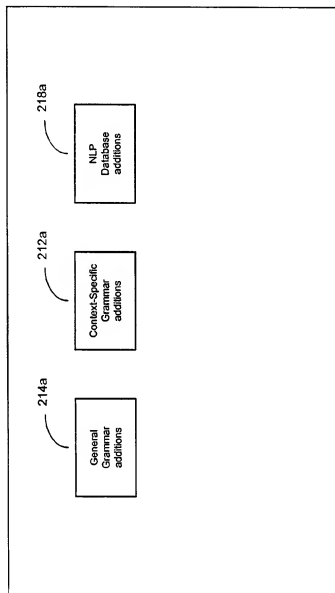 214a
General
Grammar
additions
212a
Context-Specific
Grammar
additions
218a
NLP
Database
additions